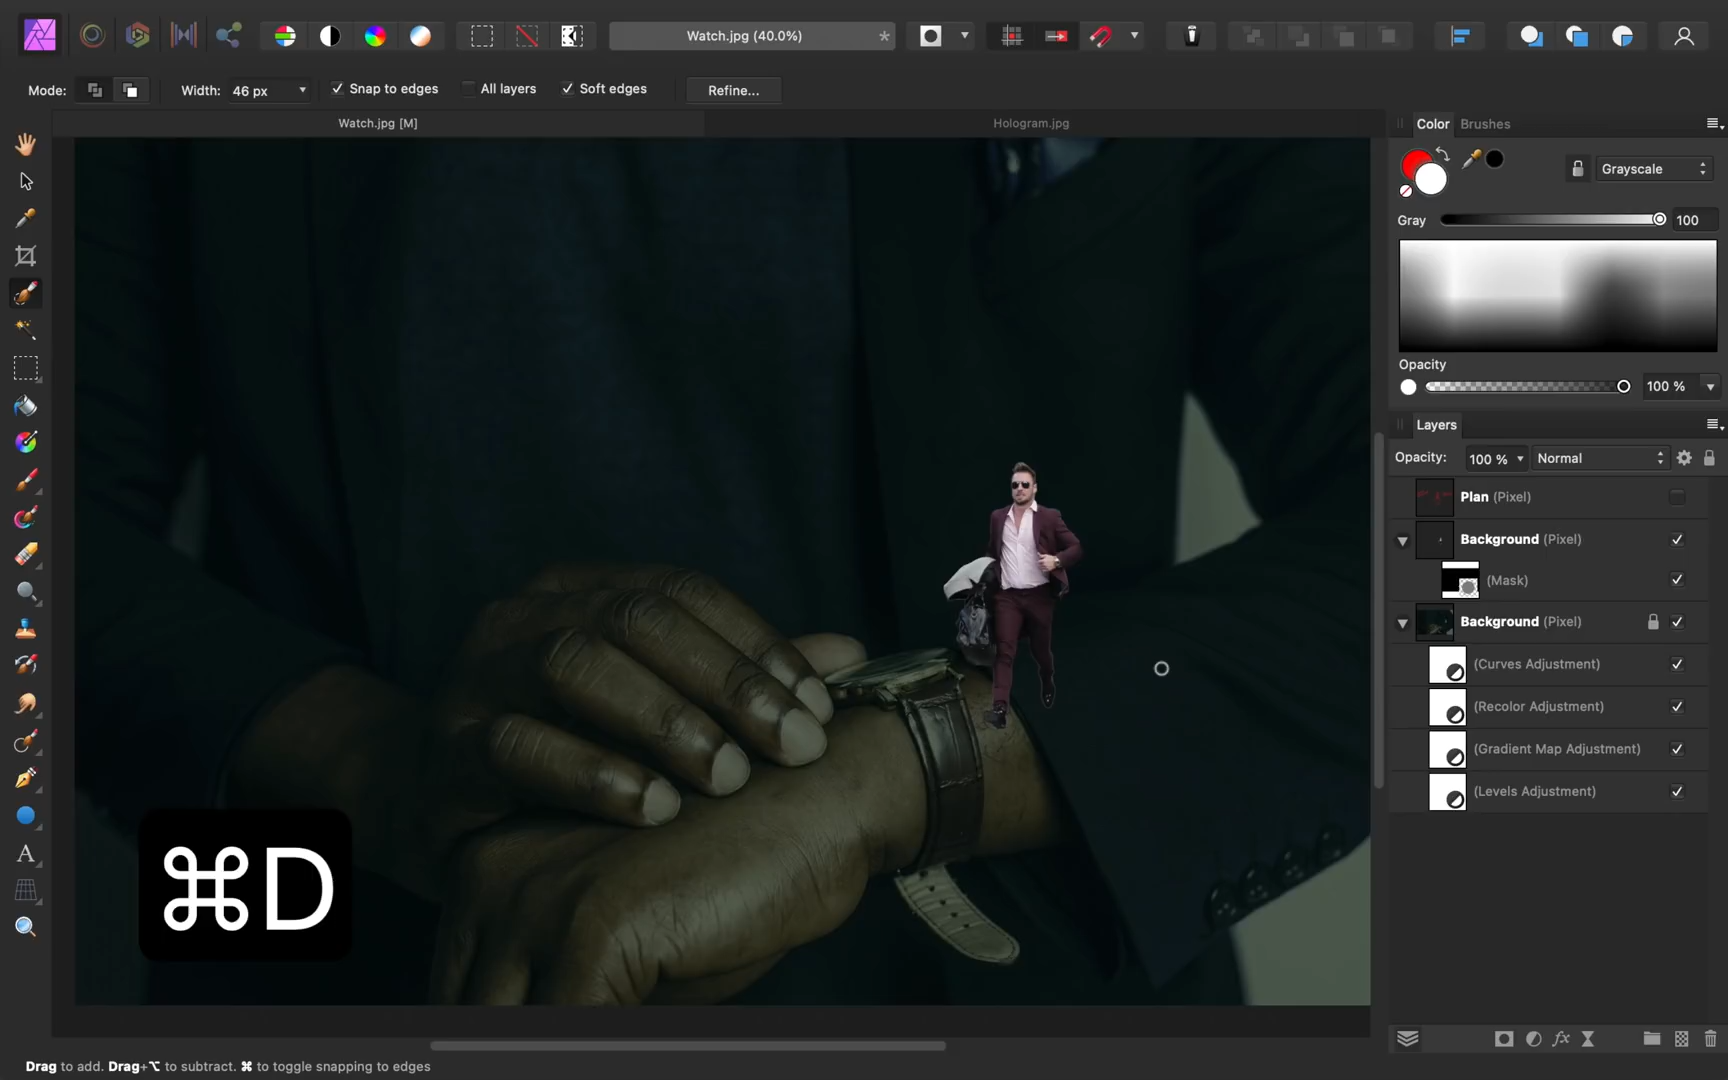 Watch.jpg (40.0%)
*
Mode:
Width: 46 px
Snap to edges
All layers
Soft edges
Refine...
Watch.jpg [M]
Hologram.jpg
Color
Brushes
Grayscale
Gray
100
Opacity
100 %
Layers
Opacity: 100 %
Normal
Plan (Pixel)
Background (Pixel)
(Mask)
Background (Pixel)
(Curves Adjustment)
(Recolor Adjustment)
(Gradient Map Adjustment)
(Levels Adjustment)
A
⌘D
fx
Drag to add. Drag+⌥ to subtract. ⌘ to toggle snapping to edges